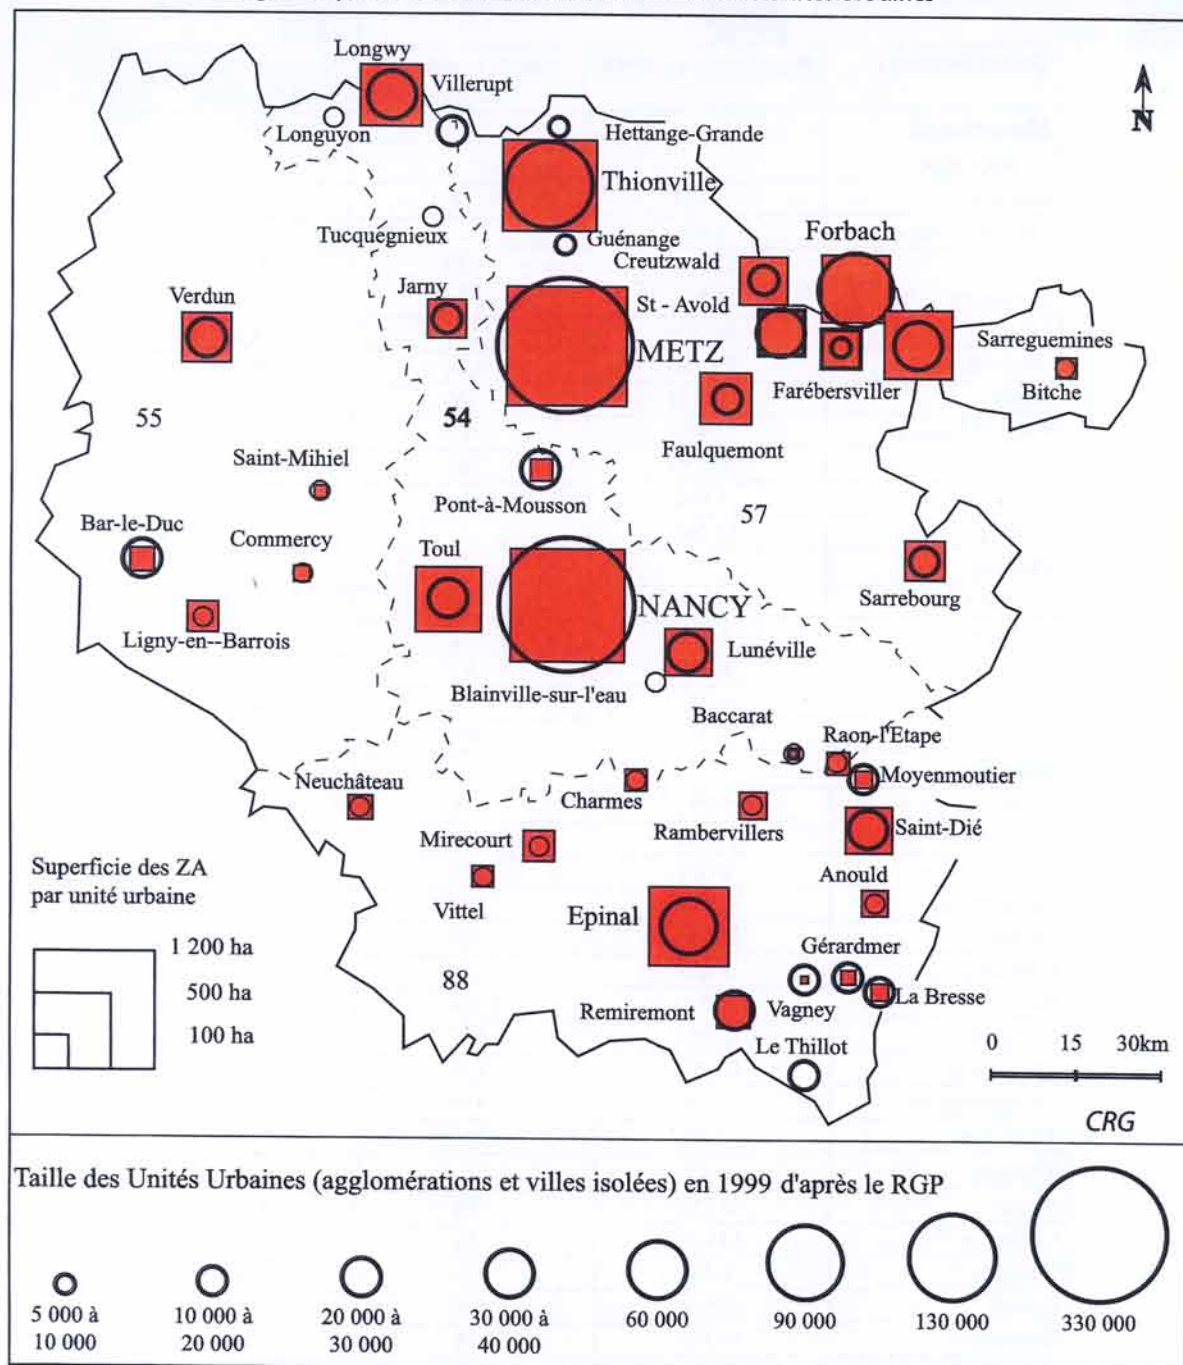 Longwy
Villerupt
Longuyon
Hettange-Grande
N
Thionville
Tucquegnieux
Guénange
Creutzwald
Forbach
Verdun
Jarny
St - Avold
METZ
Sarreguemines
Farébersviller
Bitche
55
54
Faulquemont
Saint-Mihiel
Pont-à-Mousson
57
Bar-le-Duc
Commercy
Toul
Sarrebourg
NANCY
Ligny-en--Barrois
Lunéville
Blainville-sur-l'eau
Baccarat
Raon-l'Etape
Neuchâteau
Moyenmoutier
Charmes
Rambervillers
Saint-Dié
Mirecourt
Superficie des ZA
par unité urbaine
Anould
Vittel
Epinal
1 200 ha
500 ha
100 ha
Gérardmer
88
La Bresse
Remiremont
Vagney
Le Thillot
0 15 30km
CRG
Taille des Unités Urbaines (agglomérations et villes isolées) en 1999 d'après le RGP
5 000 à
10 000
10 000 à
20 000
20 000 à
30 000
30 000 à
40 000
60 000
90 000
130 000
330 000